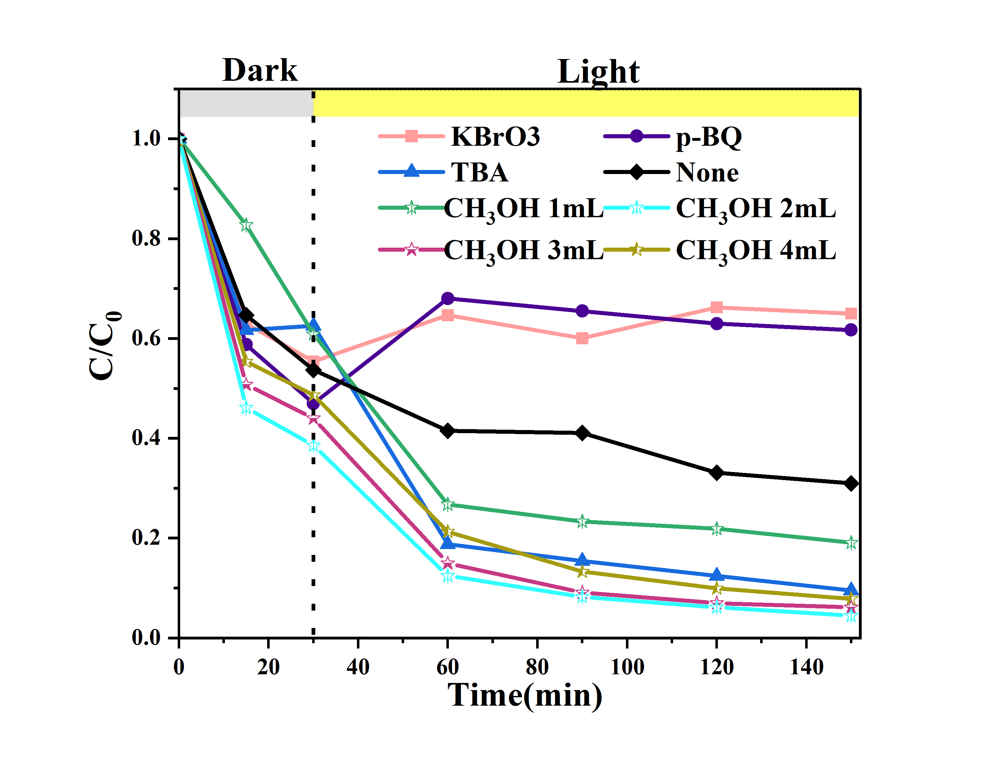 Dark Light
KBrO3 p-BQ
TBA None
CH₃OH 1mL CH₃OH 2mL
CH₃OH 3mL CH₃OH 4mL
C/C₀
1.0
0.8
0.6
0.4
0.2
0.0
0 20 40 60 80 100 120 140
Time(min)